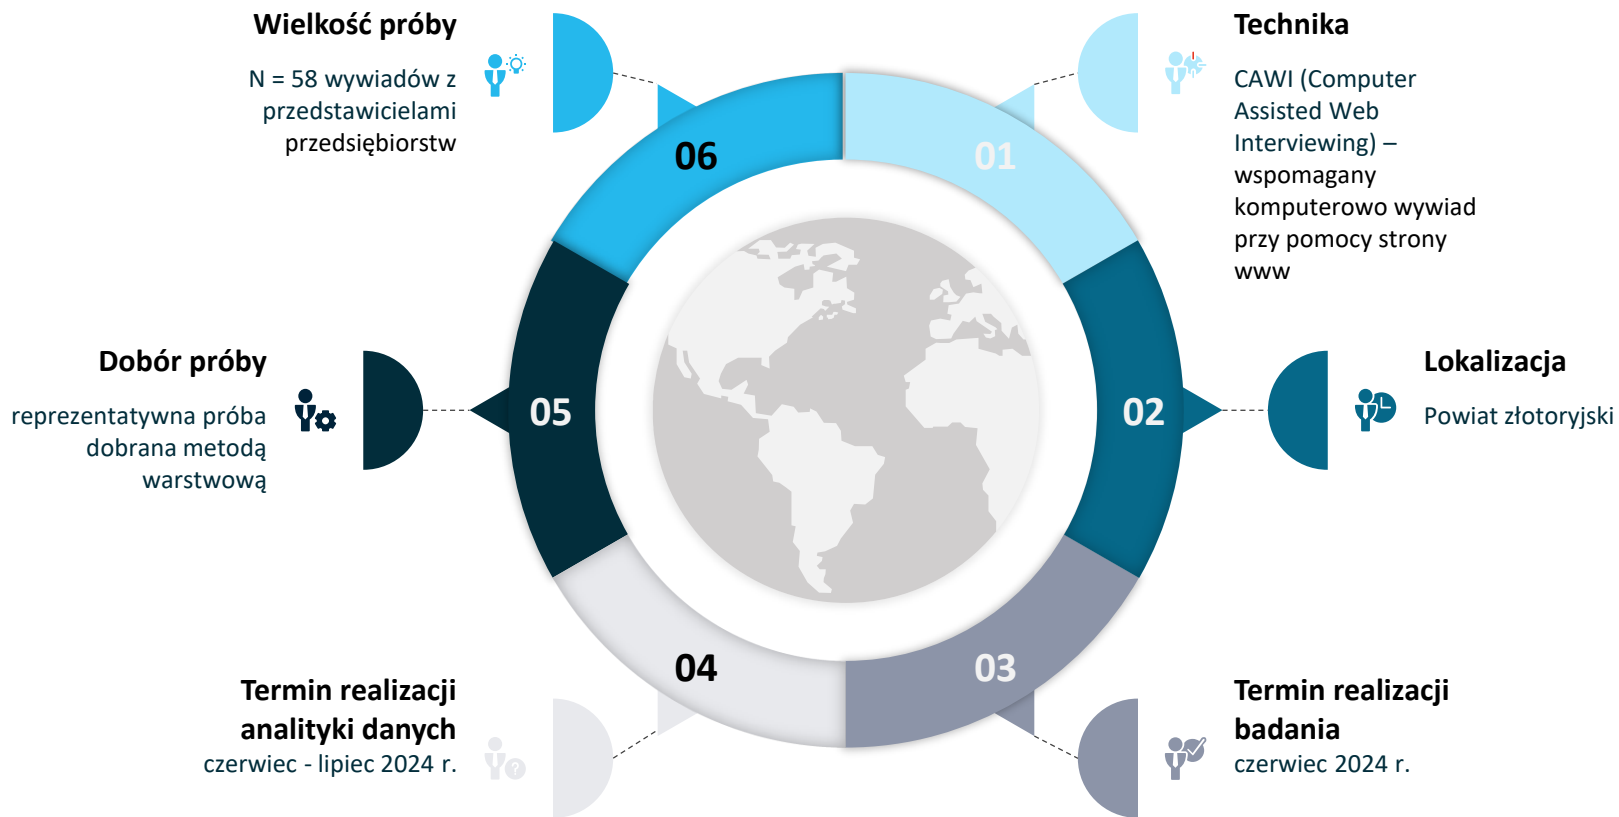 Technika
CAWI (Computer
Assisted Web
Interviewing) –
wspomagany
komputerowo wywiad
przy pomocy strony
www
01
Lokalizacja
Powiat złotoryjski
02
Termin realizacji
badania
czerwiec 2024 r.
03
Termin realizacji
analityki danych
czerwiec - lipiec 2024 r.
04
Dobór próby
reprezentatywna próba
dobrana metodą
warstwową
05
Wielkość próby
N = 58 wywiadów z
przedstawicielami
przedsiębiorstw
06